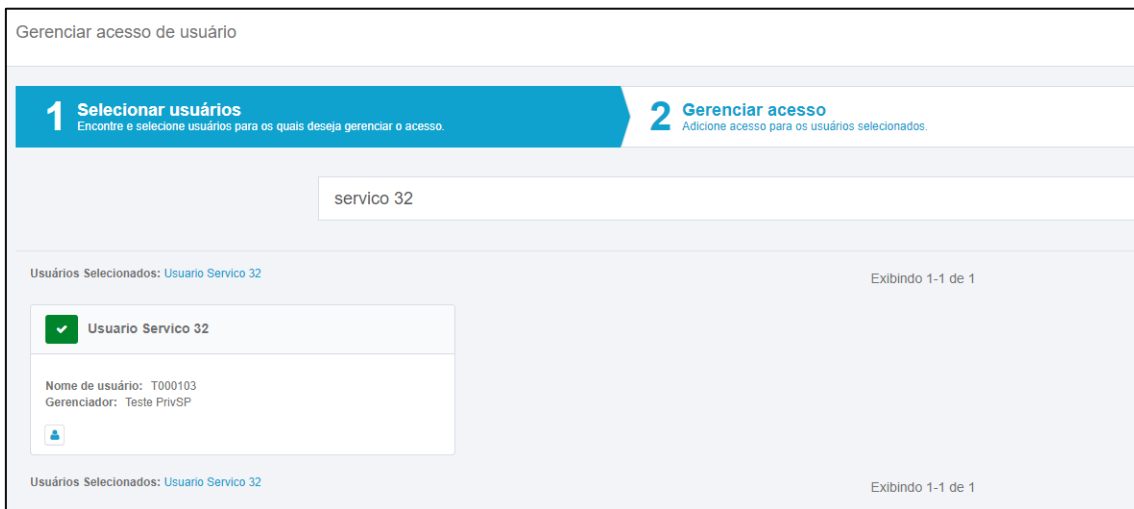 Gerenciar acesso de usuário
1 Selecionar usuários
Encontre e selecione usuários para os quais deseja gerenciar o acesso.
2 Gerenciar acesso
Adicione acesso para os usuários selecionados.
servico 32
Usuários Selecionados: Usuario Servico 32
Exibindo 1-1 de 1
Usuario Servico 32
Nome de usuário: T000103
Gerenciador: Teste PrivSP
Usuários Selecionados: Usuario Servico 32
Exibindo 1-1 de 1